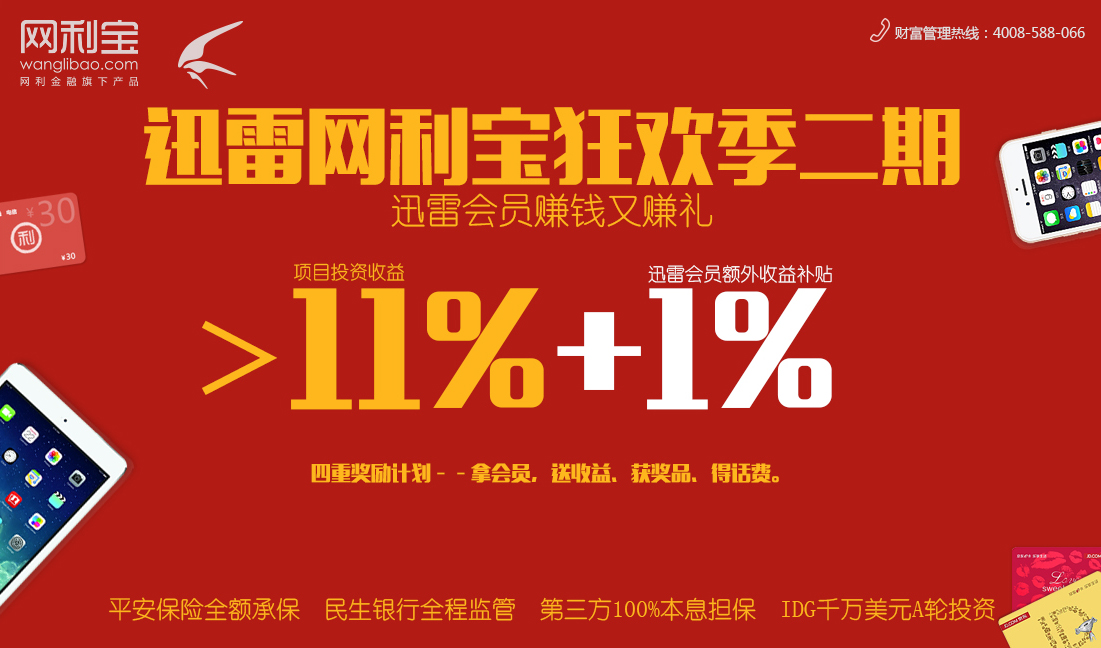 网利宝
wanglibao.com
网利金融旗下产品
财富管理热线：4008-588-066
迅雷网利宝狂欢季二期
迅雷会员赚钱又赚礼
电信 ¥30
利
¥30
项目投资收益
迅雷会员额外收益补贴
>11%+1%
四重奖励计划--拿会员，送收益、获奖品、得话费。
平安保险全额承保 民生银行全程监管 第三方100%本息担保 IDG千万美元A轮投资